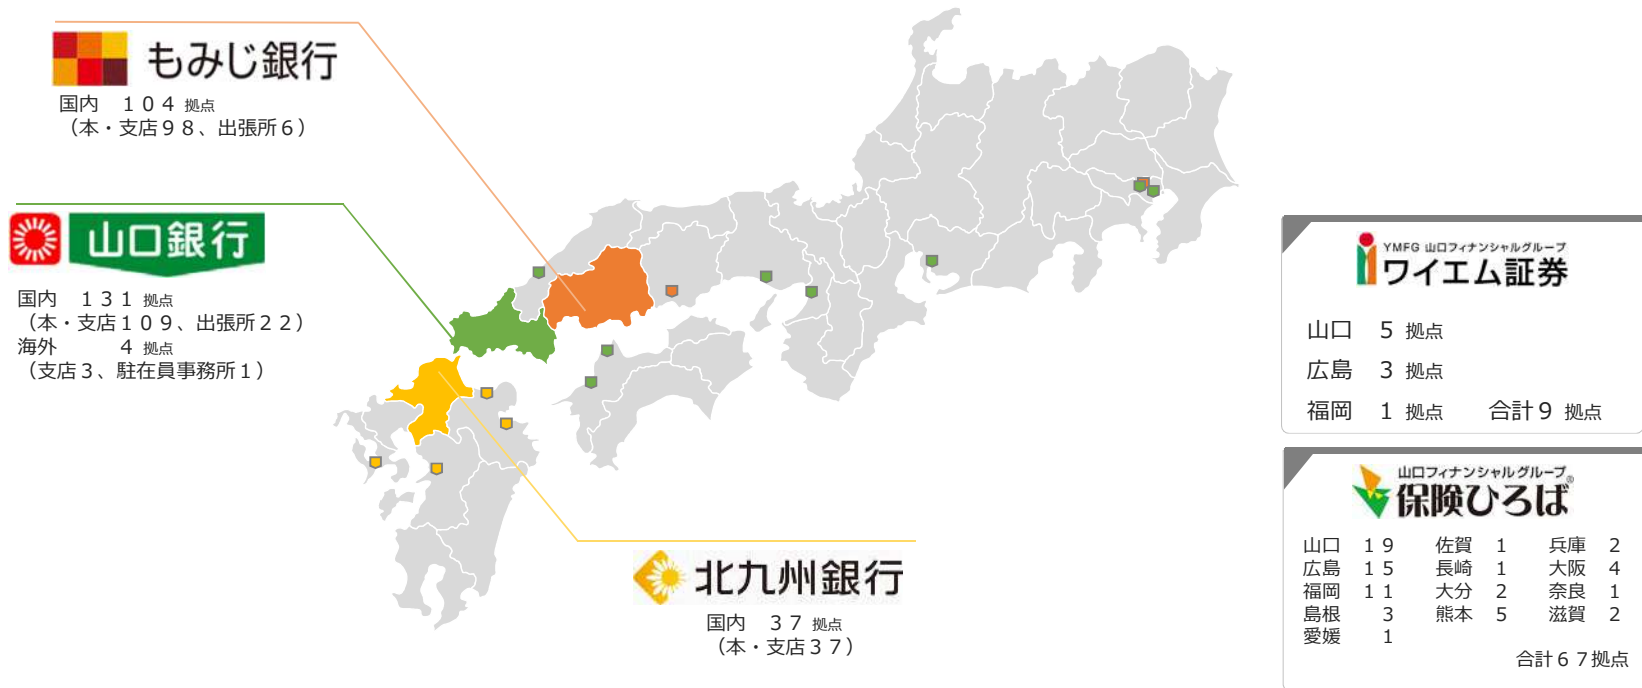 もみじ銀行
国内 104 拠点
(本・支店98、出張所6)
山口銀行
国内 131 拠点
(本・支店109、出張所22)
海外 4 拠点
(支店3、駐在員事務所1)
北九州銀行
国内 37 拠点
(本・支店37)
YMFG 山口フィナンシャルグループ
ワイエム証券
山口 5 拠点
広島 3 拠点
福岡 1 拠点 合計9 拠点
山口フィナンシャルグループ
保険ひろば®
山口 19 佐賀 1 兵庫 2
広島 15 長崎 1 大阪 4
福岡 11 大分 2 奈良 1
島根 3 熊本 5 滋賀 2
愛媛 1
合計67拠点